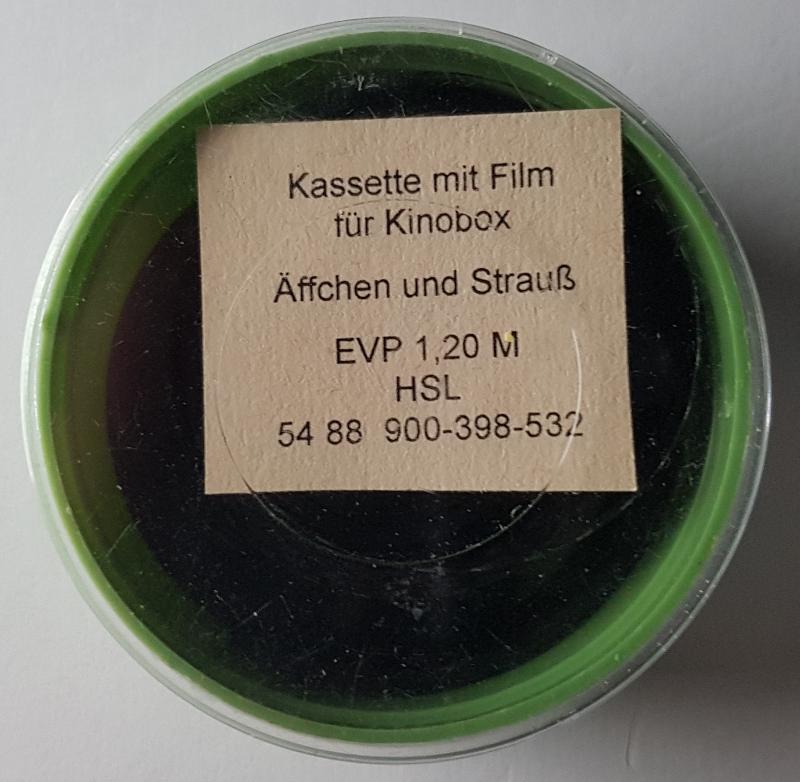 Kassette mit Film
für Kinobox
Äffchen und Strauß
EVP 1,20 M
HSL
54 88 900-398-532